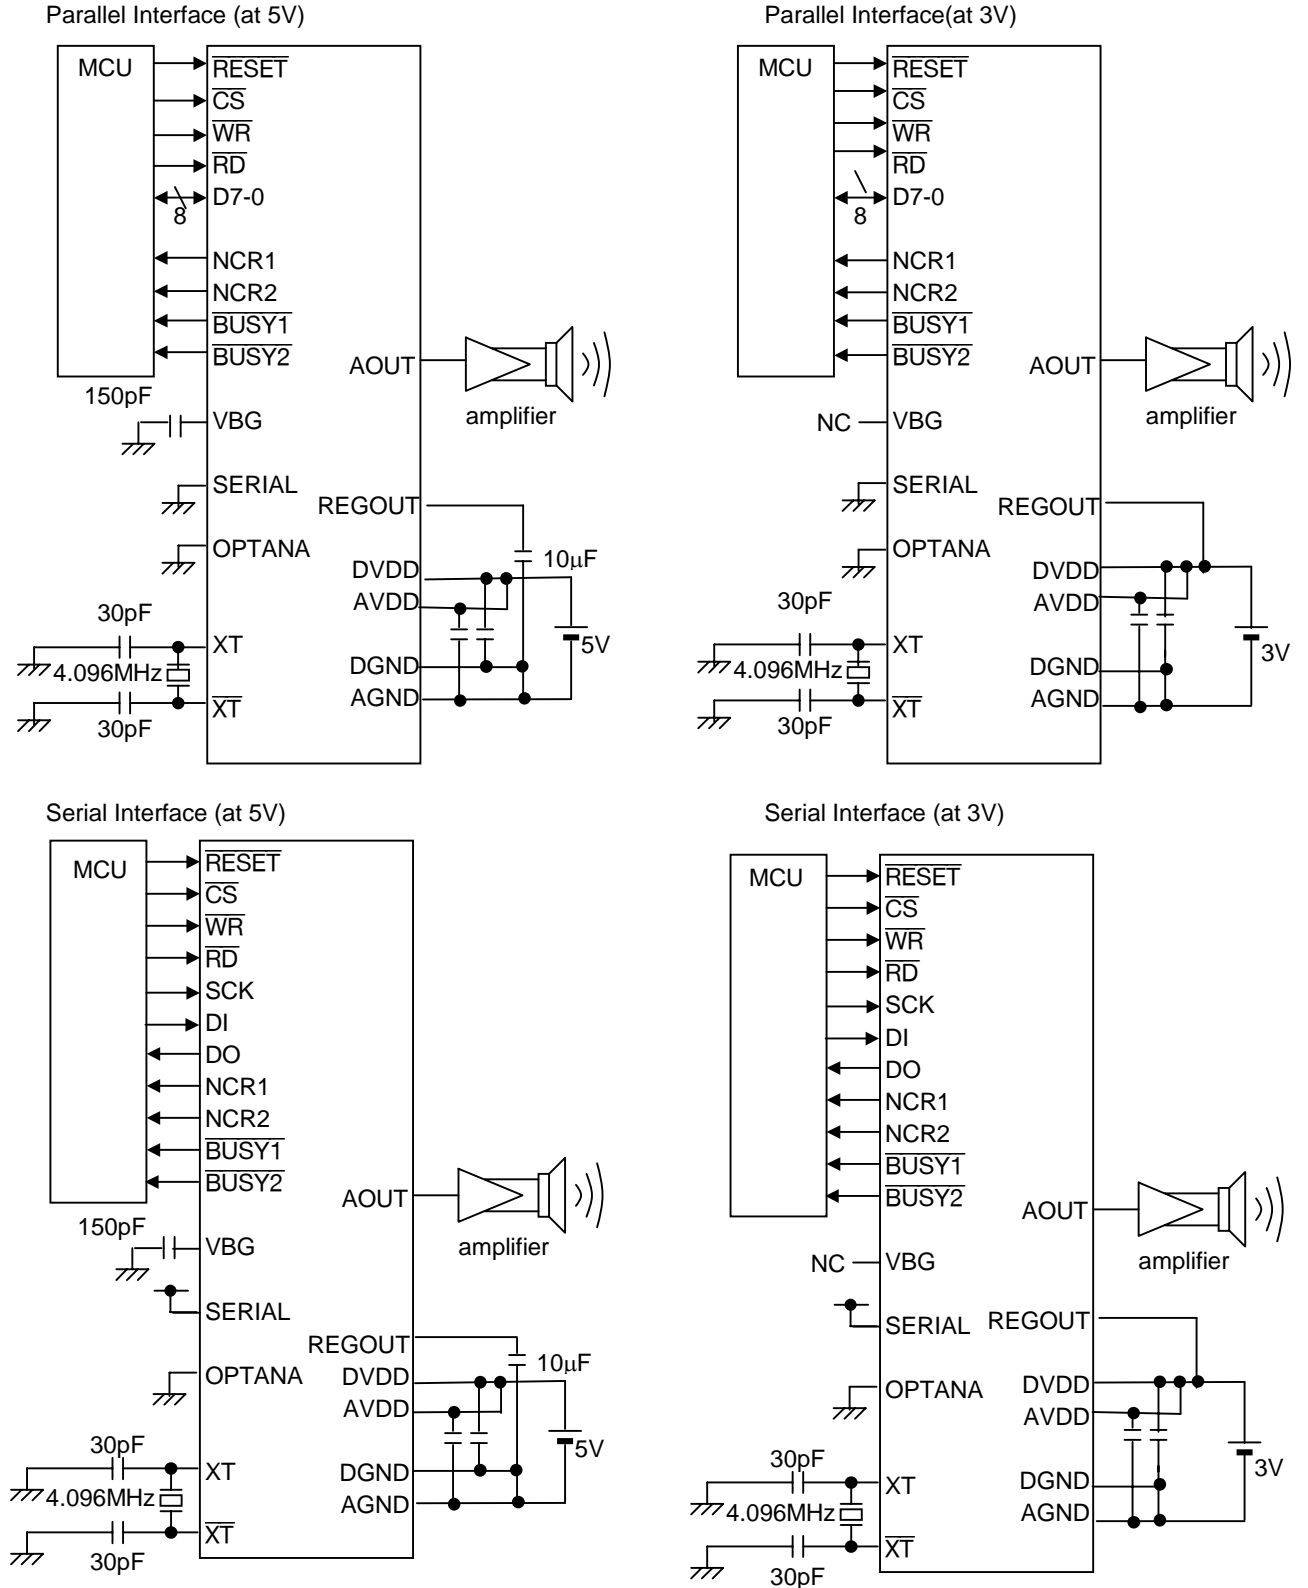 Parallel Interface (at 5V)
MCU
RESET
CS
WR
RD
D7-0
8
NCR1
NCR2
BUSY1
BUSY2
AOUT
amplifier
150pF
VBG
SERIAL
REGOUT
OPTANA
10μF
DVDD
AVDD
30pF
XT
5V
4.096MHz
DGND
AGND
XT
30pF
Parallel Interface(at 3V)
MCU
RESET
CS
WR
RD
D7-0
8
NCR1
NCR2
BUSY1
BUSY2
AOUT
amplifier
NC
VBG
SERIAL
REGOUT
OPTANA
DVDD
AVDD
30pF
XT
3V
4.096MHz
DGND
AGND
XT
30pF
Serial Interface (at 5V)
MCU
RESET
CS
WR
RD
SCK
DI
DO
NCR1
NCR2
BUSY1
BUSY2
AOUT
amplifier
150pF
VBG
SERIAL
REGOUT
10μF
OPTANA
DVDD
AVDD
30pF
5V
XT
DGND
4.096MHz
AGND
XT
30pF
Serial Interface (at 3V)
MCU
RESET
CS
WR
RD
SCK
DI
DO
NCR1
NCR2
BUSY1
BUSY2
AOUT
amplifier
NC
VBG
SERIAL
REGOUT
OPTANA
DVDD
AVDD
30pF
3V
XT
DGND
4.096MHz
AGND
XT
30pF